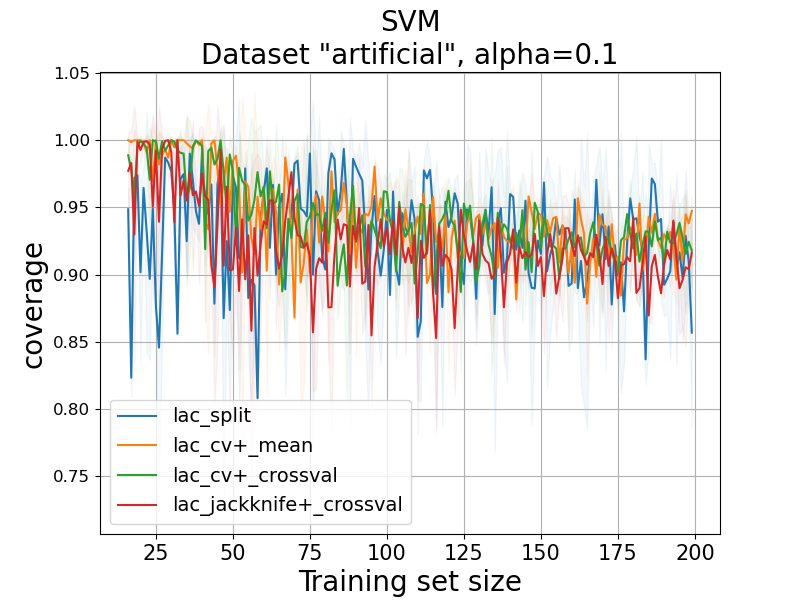 SVM
Dataset "artificial", alpha=0.1
1.05
1.00
0.95
0.90
0.85
0.80
0.75
coverage
lac_split
lac_cv+_mean
lac_cv+_crossval
lac_jackknife+_crossval
25 50 75 100 125 150 175 200
Training set size